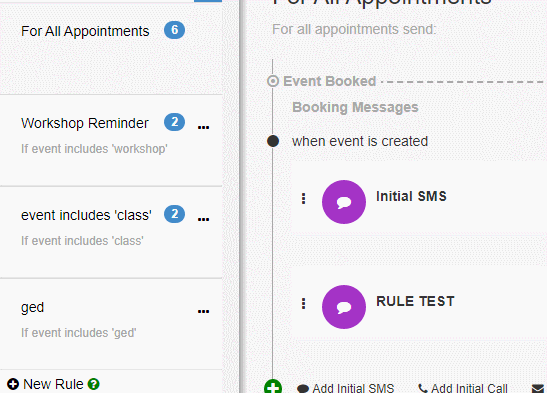 For All Appointments 6
Workshop Reminder 2 ...
If event includes 'workshop'
event includes 'class' 2 ...
If event includes 'class'
ged ...
If event includes 'ged'
New Rule ?
For All Appointments
For all appointments send:
Event Booked
Booking Messages
when event is created
Initial SMS
RULE TEST
Add Initial SMS Add Initial Call